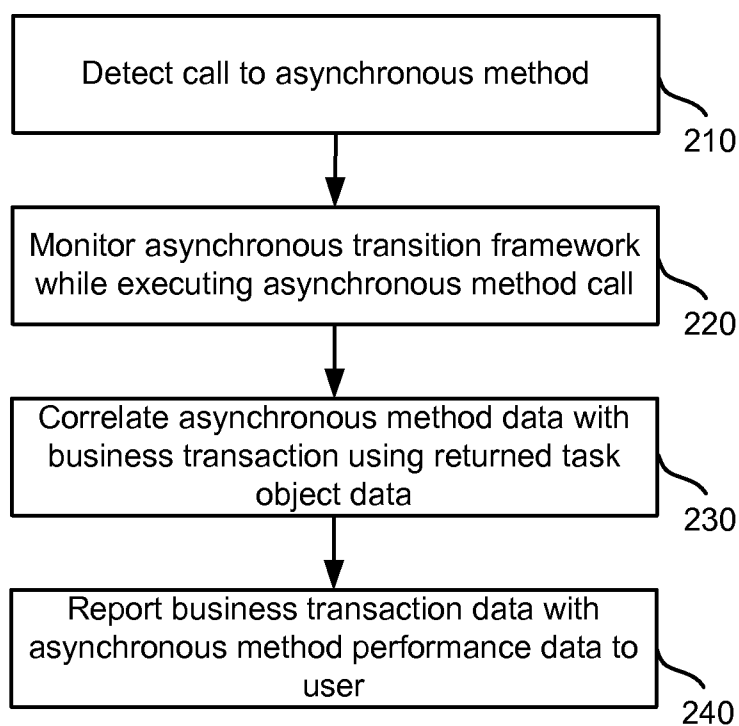 Detect call to asynchronous method
210
Monitor asynchronous transition framework
while executing asynchronous method call
220
Correlate asynchronous method data with
business transaction using returned task
object data
230
Report business transaction data with
asynchronous method performance data to
user
240